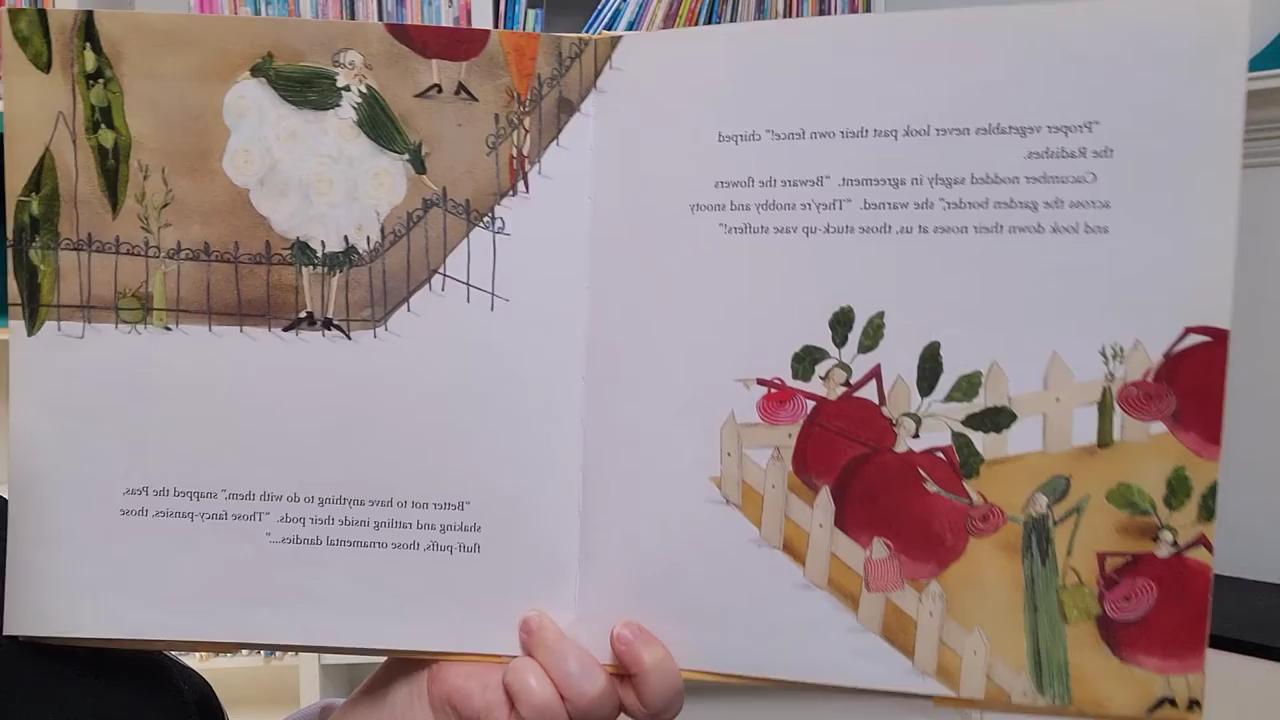 "Proper vegetables never look past their own fence!" chirped
the Radishes.
Cucumber nodded sagely in agreement. "Beware the flowers
across the garden border," she warned. "They're snobby and snooty
and look down their noses at us, those stuck-up vase stuffers!"
"Better not to have anything to do with them," snapped the Peas,
shaking and rattling inside their pods. "Those fancy-pansies, those
fluff-puffs, those ornamental dandies...."